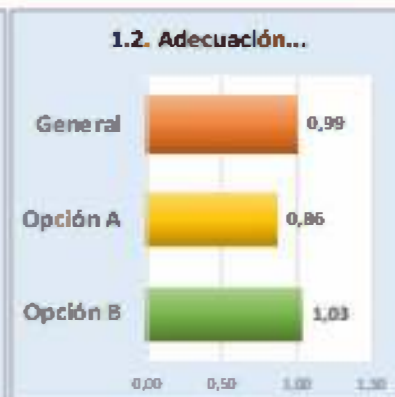 1.2. Adecuación...
General 0,99
Opción A 0,86
Opción B 1,03
0,00 0,50 1,00 1,50